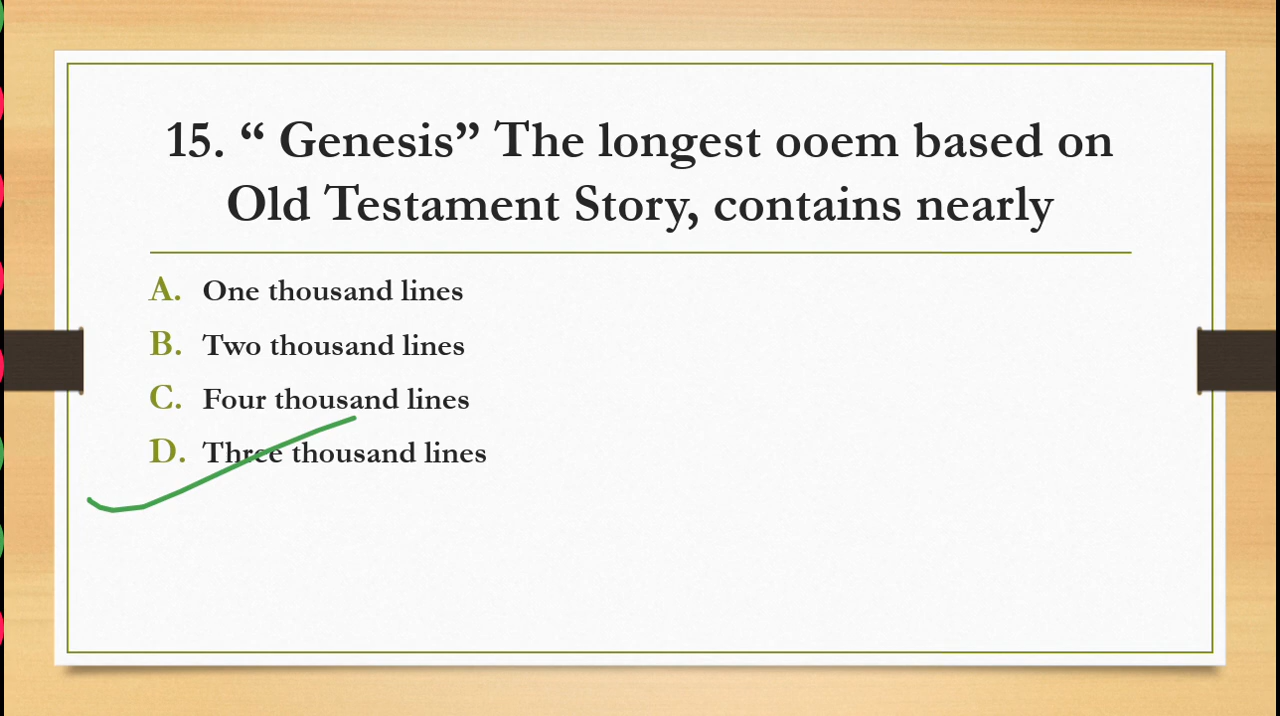 15. “ Genesis” The longest ooem based on
Old Testament Story, contains nearly
A. One thousand lines
B. Two thousand lines
C. Four thousand lines
D. Three thousand lines